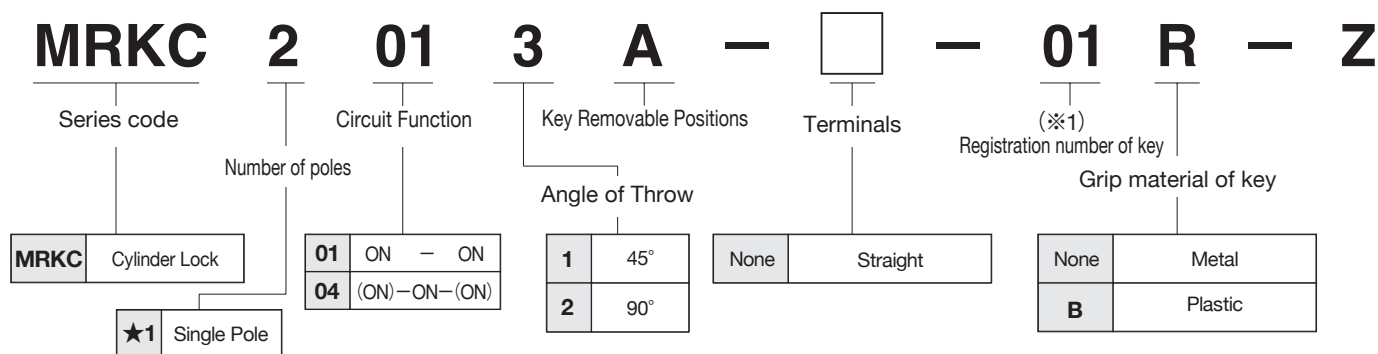 MRKC 2 01 3 A — □ — 01 R — Z
Series code
Number of poles
Circuit Function
Angle of Throw
Key Removable Positions
Terminals
(※1)
Registration number of key
Grip material of key
MRKC Cylinder Lock
★1 Single Pole
01 ON — ON
04 (ON)—ON—(ON)
1 45°
2 90°
None Straight
None Metal
B Plastic